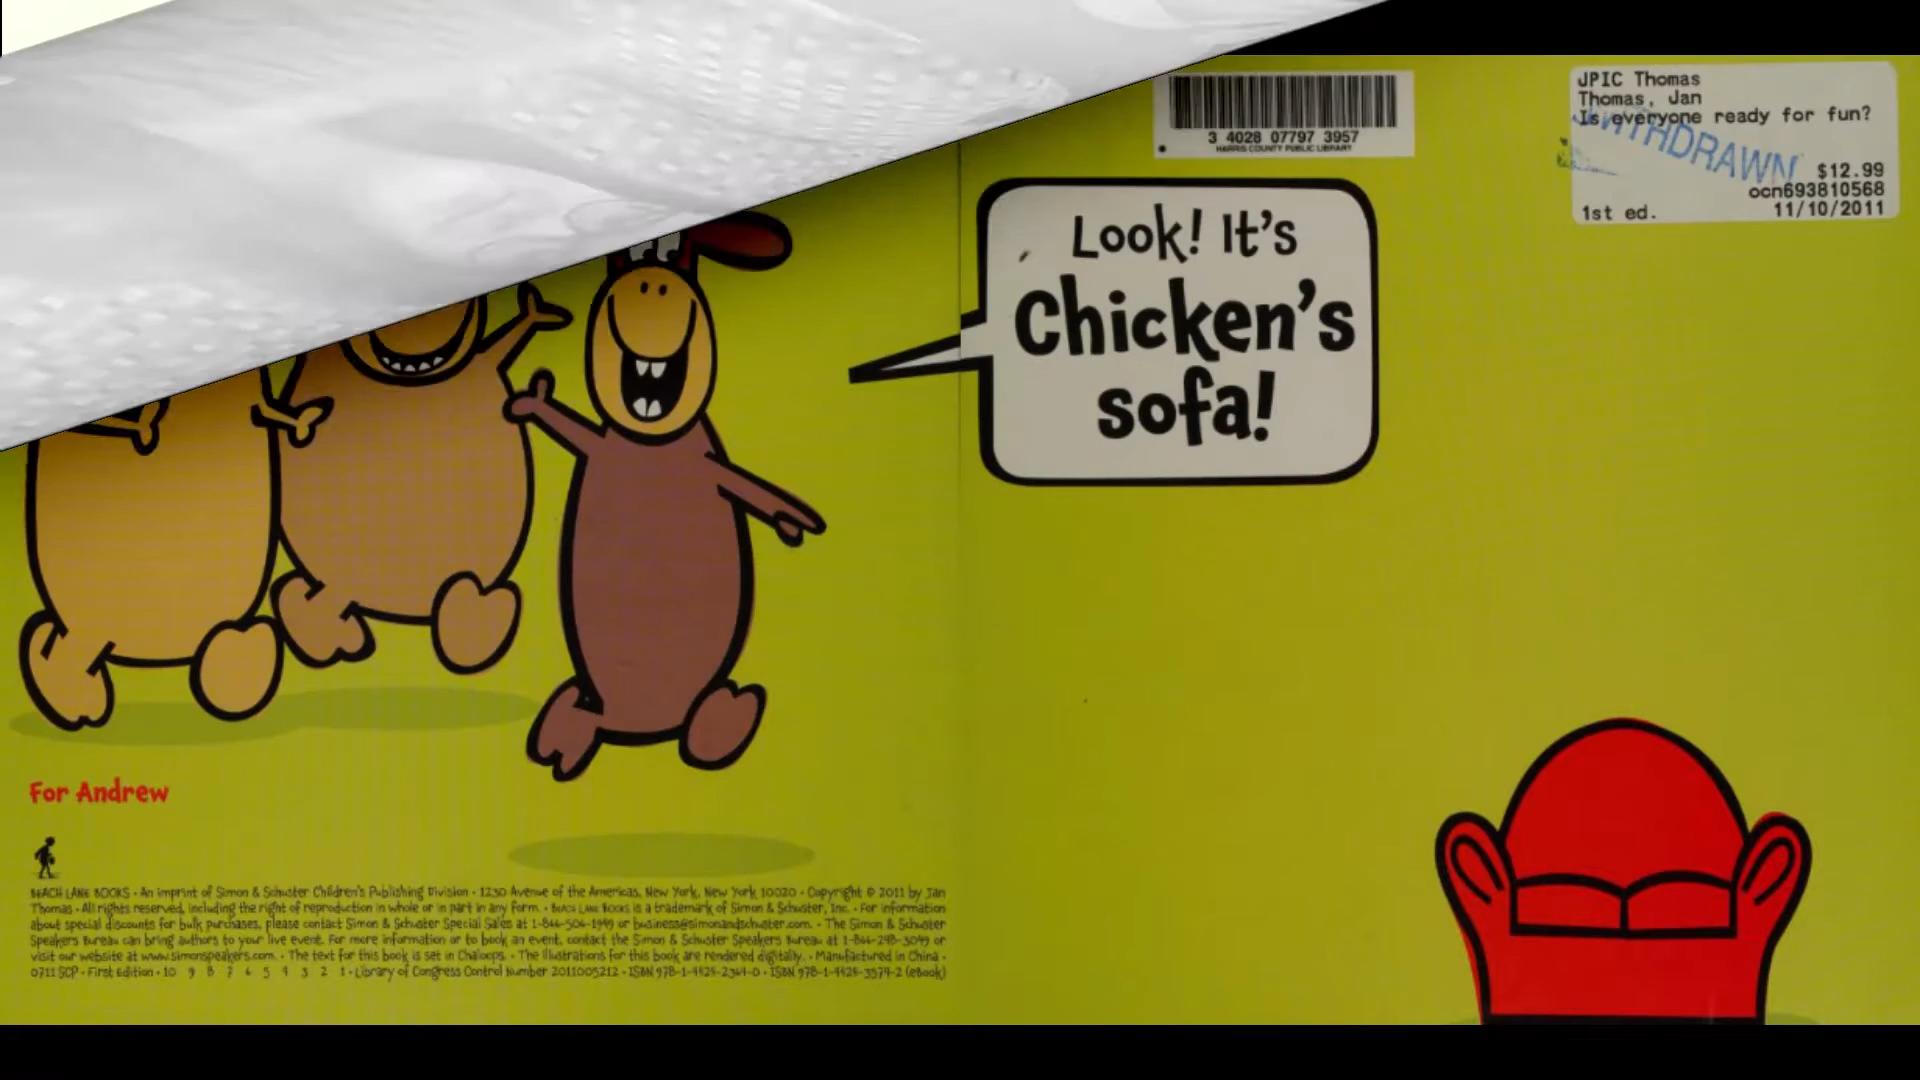 3 4028 07797 3957
HARRIS COUNTY PUBLIC LIBRARY
JPIC Thomas
Thomas, Jan
Is everyone ready for fun?
WITHDRAWN
$12.99
ocn693810568
1st ed. 11/10/2011
Look! It's
Chicken's
sofa!
For Andrew
BEACH LANE BOOKS • An imprint of Simon & Schuster Children's Publishing Division • 1230 Avenue of the Americas, New York, New York 10020 • Copyright © 2011 by Jan
Thomas • All rights reserved, including the right of reproduction in whole or in part in any form. • BEACH LANE BOOKS is a trademark of Simon & Schuster, Inc. • For information
about special discounts for bulk purchases, please contact Simon & Schuster Special Sales at 1-866-506-1949 or business@simonandschuster.com. • The Simon & Schuster
Speakers Bureau can bring authors to your live event. For more information or to book an event, contact the Simon & Schuster Speakers Bureau at 1-866-248-3049 or
visit our website at www.simonspeakers.com. • The text for this book is set in Chaloops. • The illustrations for this book are rendered digitally. • Manufactured in China •
0711 SCP • First Edition • 10 9 8 7 6 5 4 3 2 1 • Library of Congress Control Number 2011005212 • ISBN 978-1-4424-2364-0 • ISBN 978-1-4424-3574-2 (eBook)